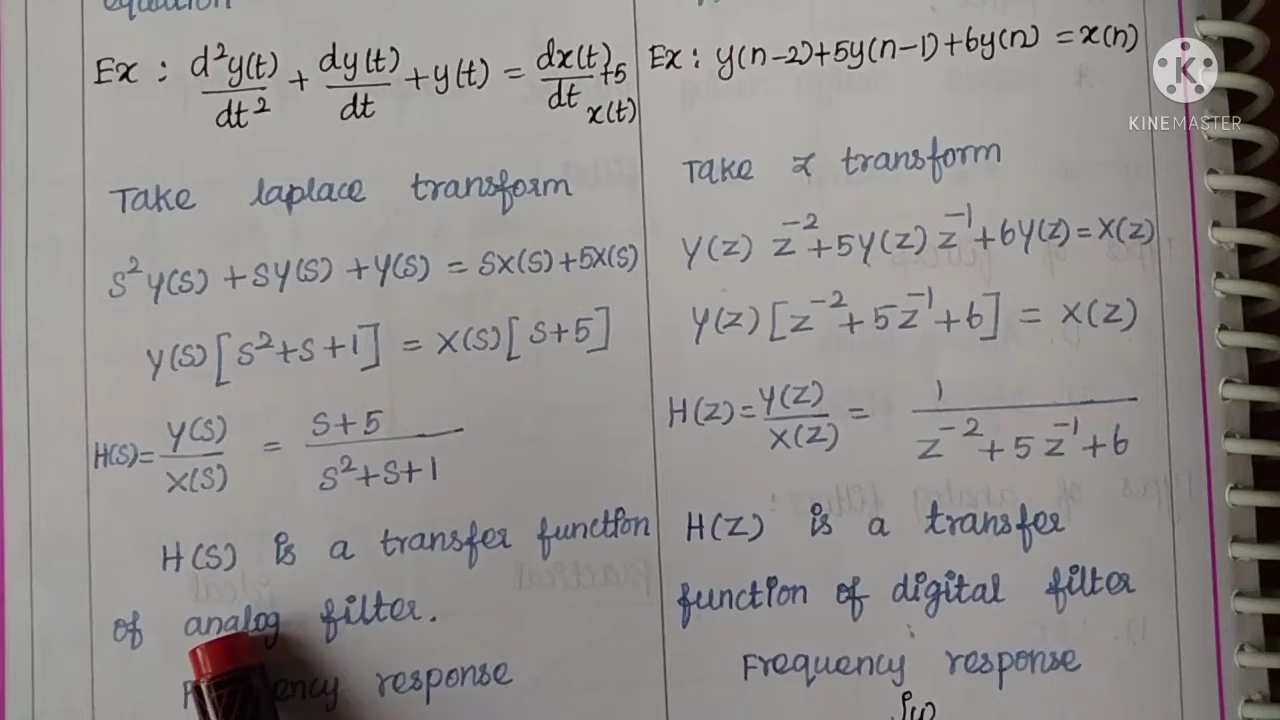 equation
Ex : d²y(t)/dt² + dy(t)/dt + y(t) = dx(t)/dt +5 x(t)
Take laplace transform
s²Y(s) + sY(s) + Y(s) = sX(s) + 5X(s)
Y(s) [s²+s+1] = X(s) [s+5]
H(s) = Y(s)/X(s) = s+5/s²+s+1
H(s) is a transfer function
of analog filter.
response
Ex : y(n-2)+5y(n-1)+6y(n) = x(n)
Take z transform
Y(z) z⁻²+5Y(z) z⁻¹+6Y(z) = X(z)
Y(z) [z⁻²+5z⁻¹+6] = X(z)
H(z) = Y(z)/X(z) = 1/z⁻²+5z⁻¹+6
H(z) is a transfer
function of digital filter
Frequency response
K
KINEMASTER